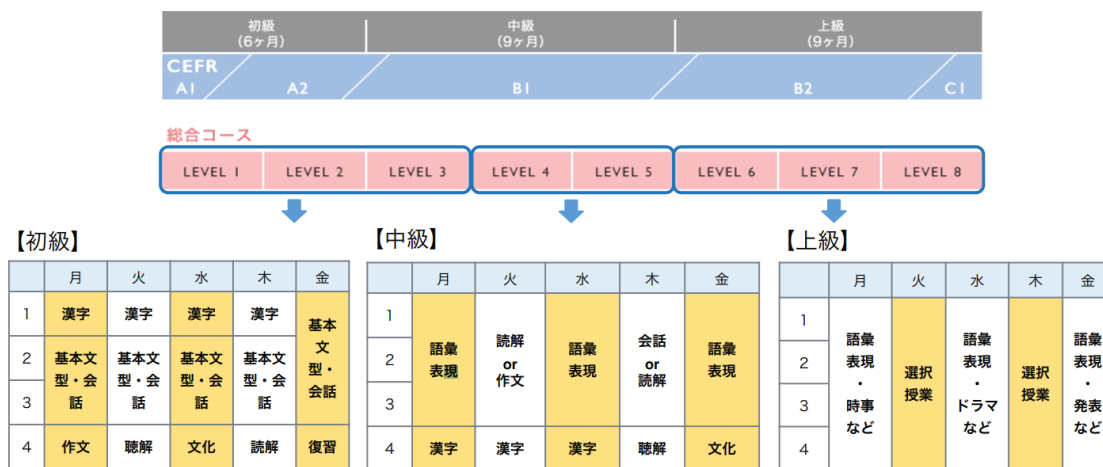 初級
(6ヶ月)
中級
(9ヶ月)
上級
(9ヶ月)
CEFR
A1
A2
B1
B2
C1
総合コース
LEVEL 1
LEVEL 2
LEVEL 3
LEVEL 4
LEVEL 5
LEVEL 6
LEVEL 7
LEVEL 8
【初級】
月 火 水 木 金
1 漢字 漢字 漢字 漢字
基本
文
型・
会話
2
3
基本文
型・会
話
基本文
型・会
話
基本文
型・会
話
基本文
型・会
話
4 作文 聴解 文化 読解 復習
【中級】
月 火 水 木 金
1
2
3
語彙
表現
読解
or
作文
語彙
表現
会話
or
読解
語彙
表現
4 漢字 漢字 漢字 聴解 文化
【上級】
月 火 水 木 金
1
2
3
4
語彙
表現
・
時事
など
選択
授業
語彙
表現
・
ドラマ
など
選択
授業
語彙
表現
・
発表
など